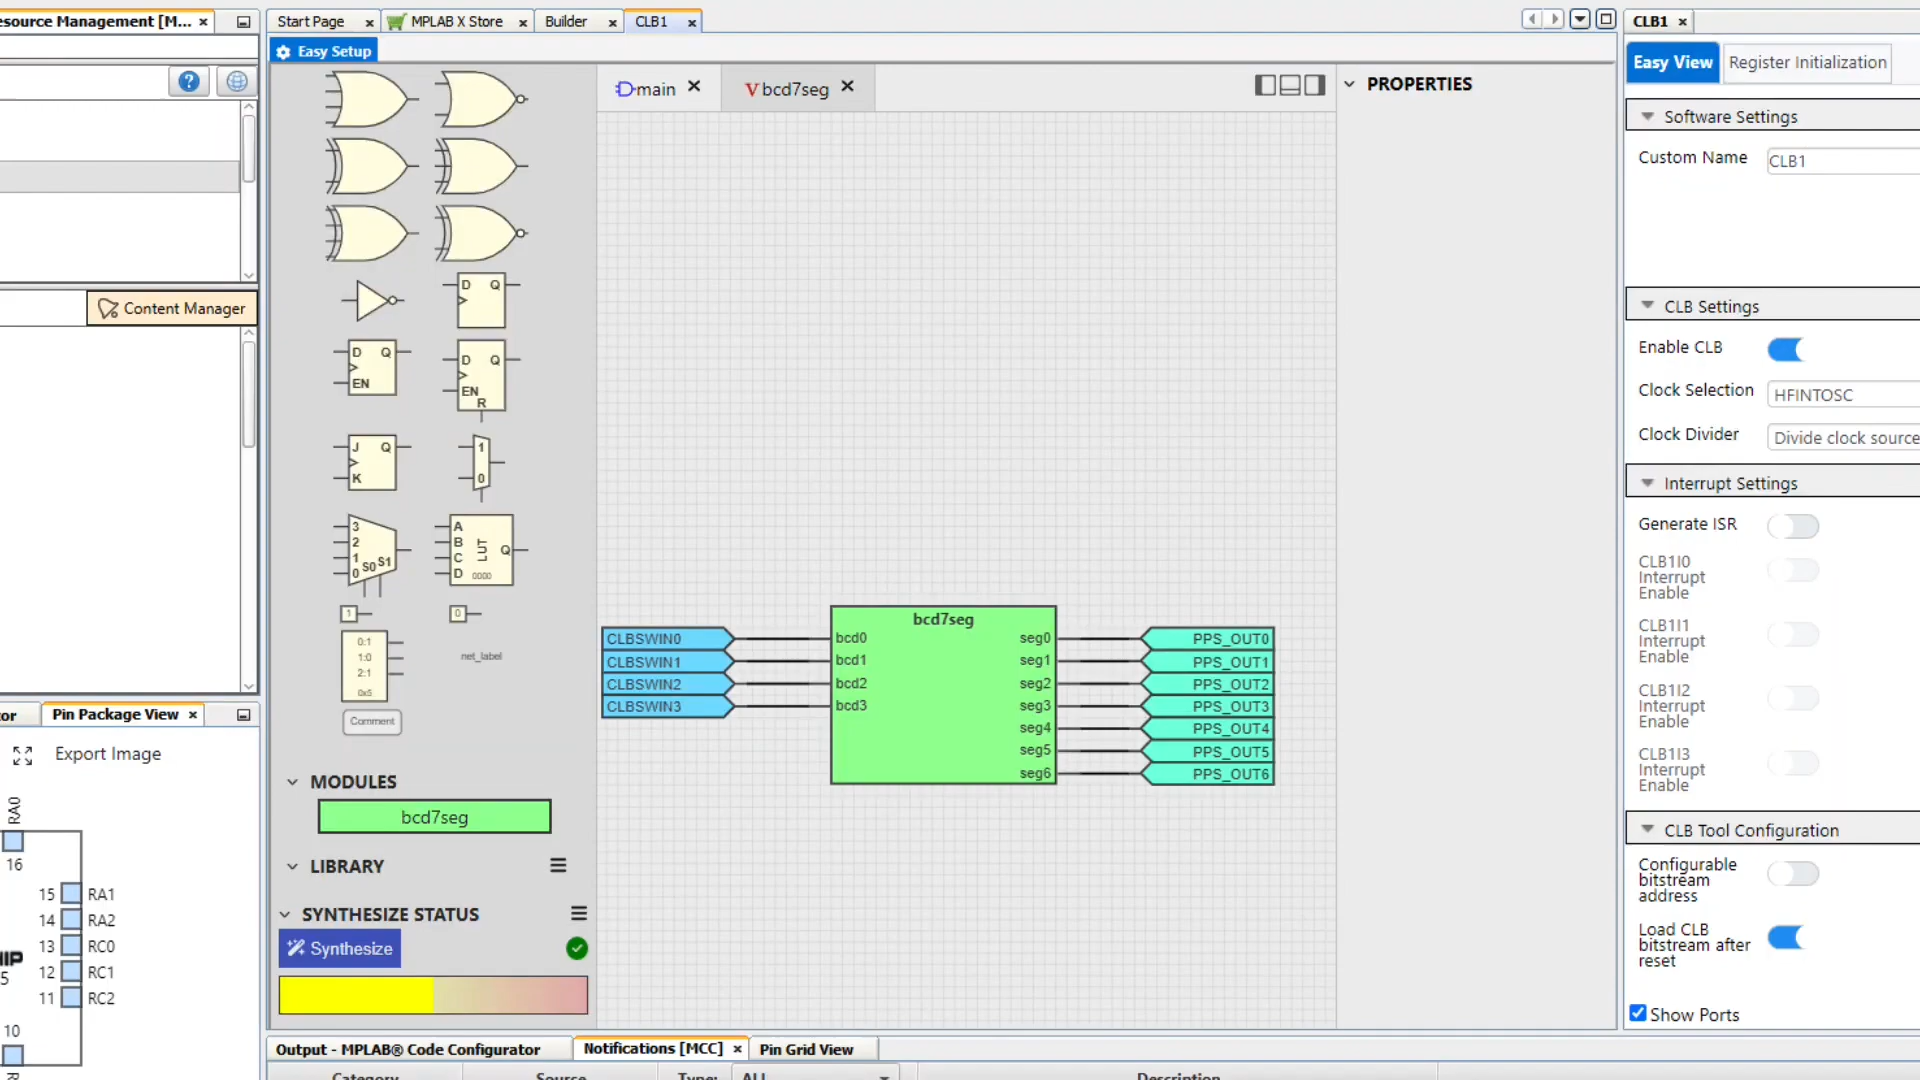 esource Management [M...
Start Page
MPLAB X Store
Builder
CLB1
CLB1
Easy Setup
Easy View
Register Initialization
main
bcd7seg
PROPERTIES
Software Settings
Custom Name
CLB1
Content Manager
D Q
D Q
EN
D Q
EN
R
J Q
K
1
0
3
2
1
0
S0 S1
A
B
C
D
LUT
Q
0000
1
0
0:1
1:0
2:1
0x5
net_label
Comment
CLB Settings
Enable CLB
Clock Selection
HFINTOSC
Clock Divider
Divide clock source
Interrupt Settings
Generate ISR
CLB1I0
Interrupt
Enable
CLB1I1
Interrupt
Enable
CLB1I2
Interrupt
Enable
CLB1I3
Interrupt
Enable
bcd7seg
CLBSWIN0 bcd0 seg0 PPS_OUT0
CLBSWIN1 bcd1 seg1 PPS_OUT1
CLBSWIN2 bcd2 seg2 PPS_OUT2
CLBSWIN3 bcd3 seg3 PPS_OUT3
seg4 PPS_OUT4
seg5 PPS_OUT5
seg6 PPS_OUT6
MODULES
bcd7seg
LIBRARY
SYNTHESIZE STATUS
Synthesize
CLB Tool Configuration
Configurable
bitstream
address
Load CLB
bitstream after
reset
Show Ports
or
Pin Package View
Export Image
RA0
16
15 RA1
14 RA2
13 RC0
12 RC1
11 RC2
10
HIP
5
Output - MPLAB® Code Configurator
Notifications [MCC]
Pin Grid View
Category
Source
Type:
ALL
Description